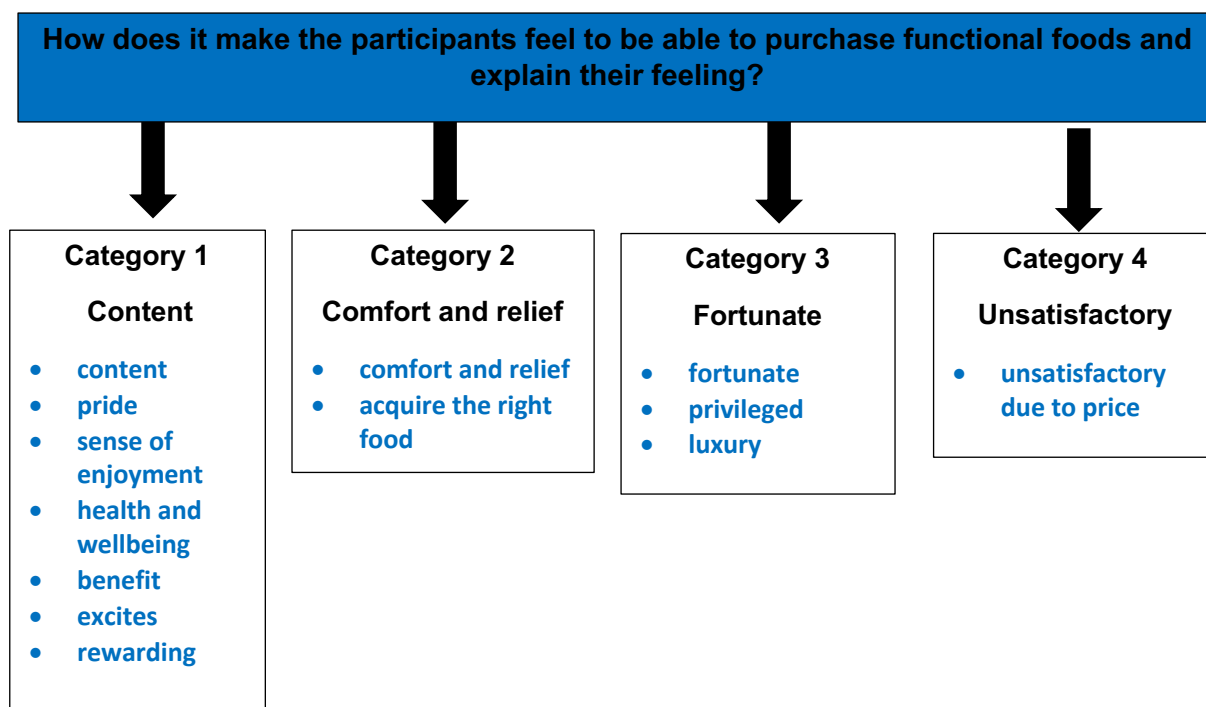 How does it make the participants feel to be able to purchase functional foods and
explain their feeling?
Category 1
Content
• content
• pride
• sense of
enjoyment
• health and
wellbeing
• benefit
• excites
• rewarding
Category 2
Comfort and relief
• comfort and relief
• acquire the right
food
Category 3
Fortunate
• fortunate
• privileged
• luxury
Category 4
Unsatisfactory
• unsatisfactory
due to price